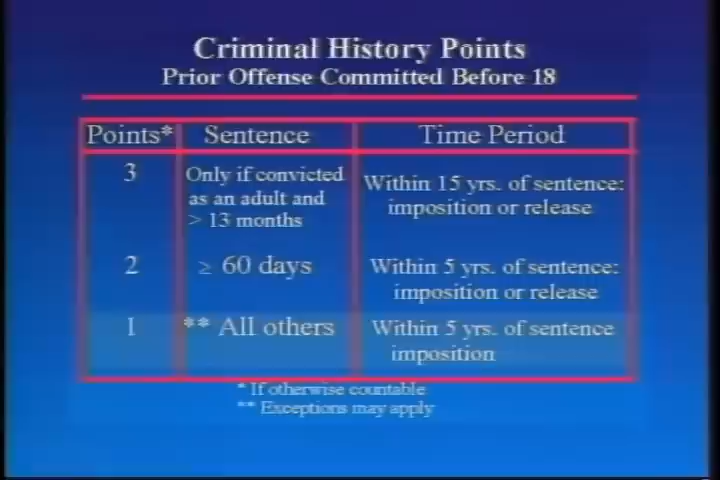 Criminal History Points
Prior Offense Committed Before 18
Points* Sentence Time Period
3 Only if convicted as an adult and > 13 months Within 15 yrs. of sentence: imposition or release
2 ≥ 60 days Within 5 yrs. of sentence: imposition or release
1 ** All others Within 5 yrs. of sentence imposition
* If otherwise countable
** Exceptions may apply